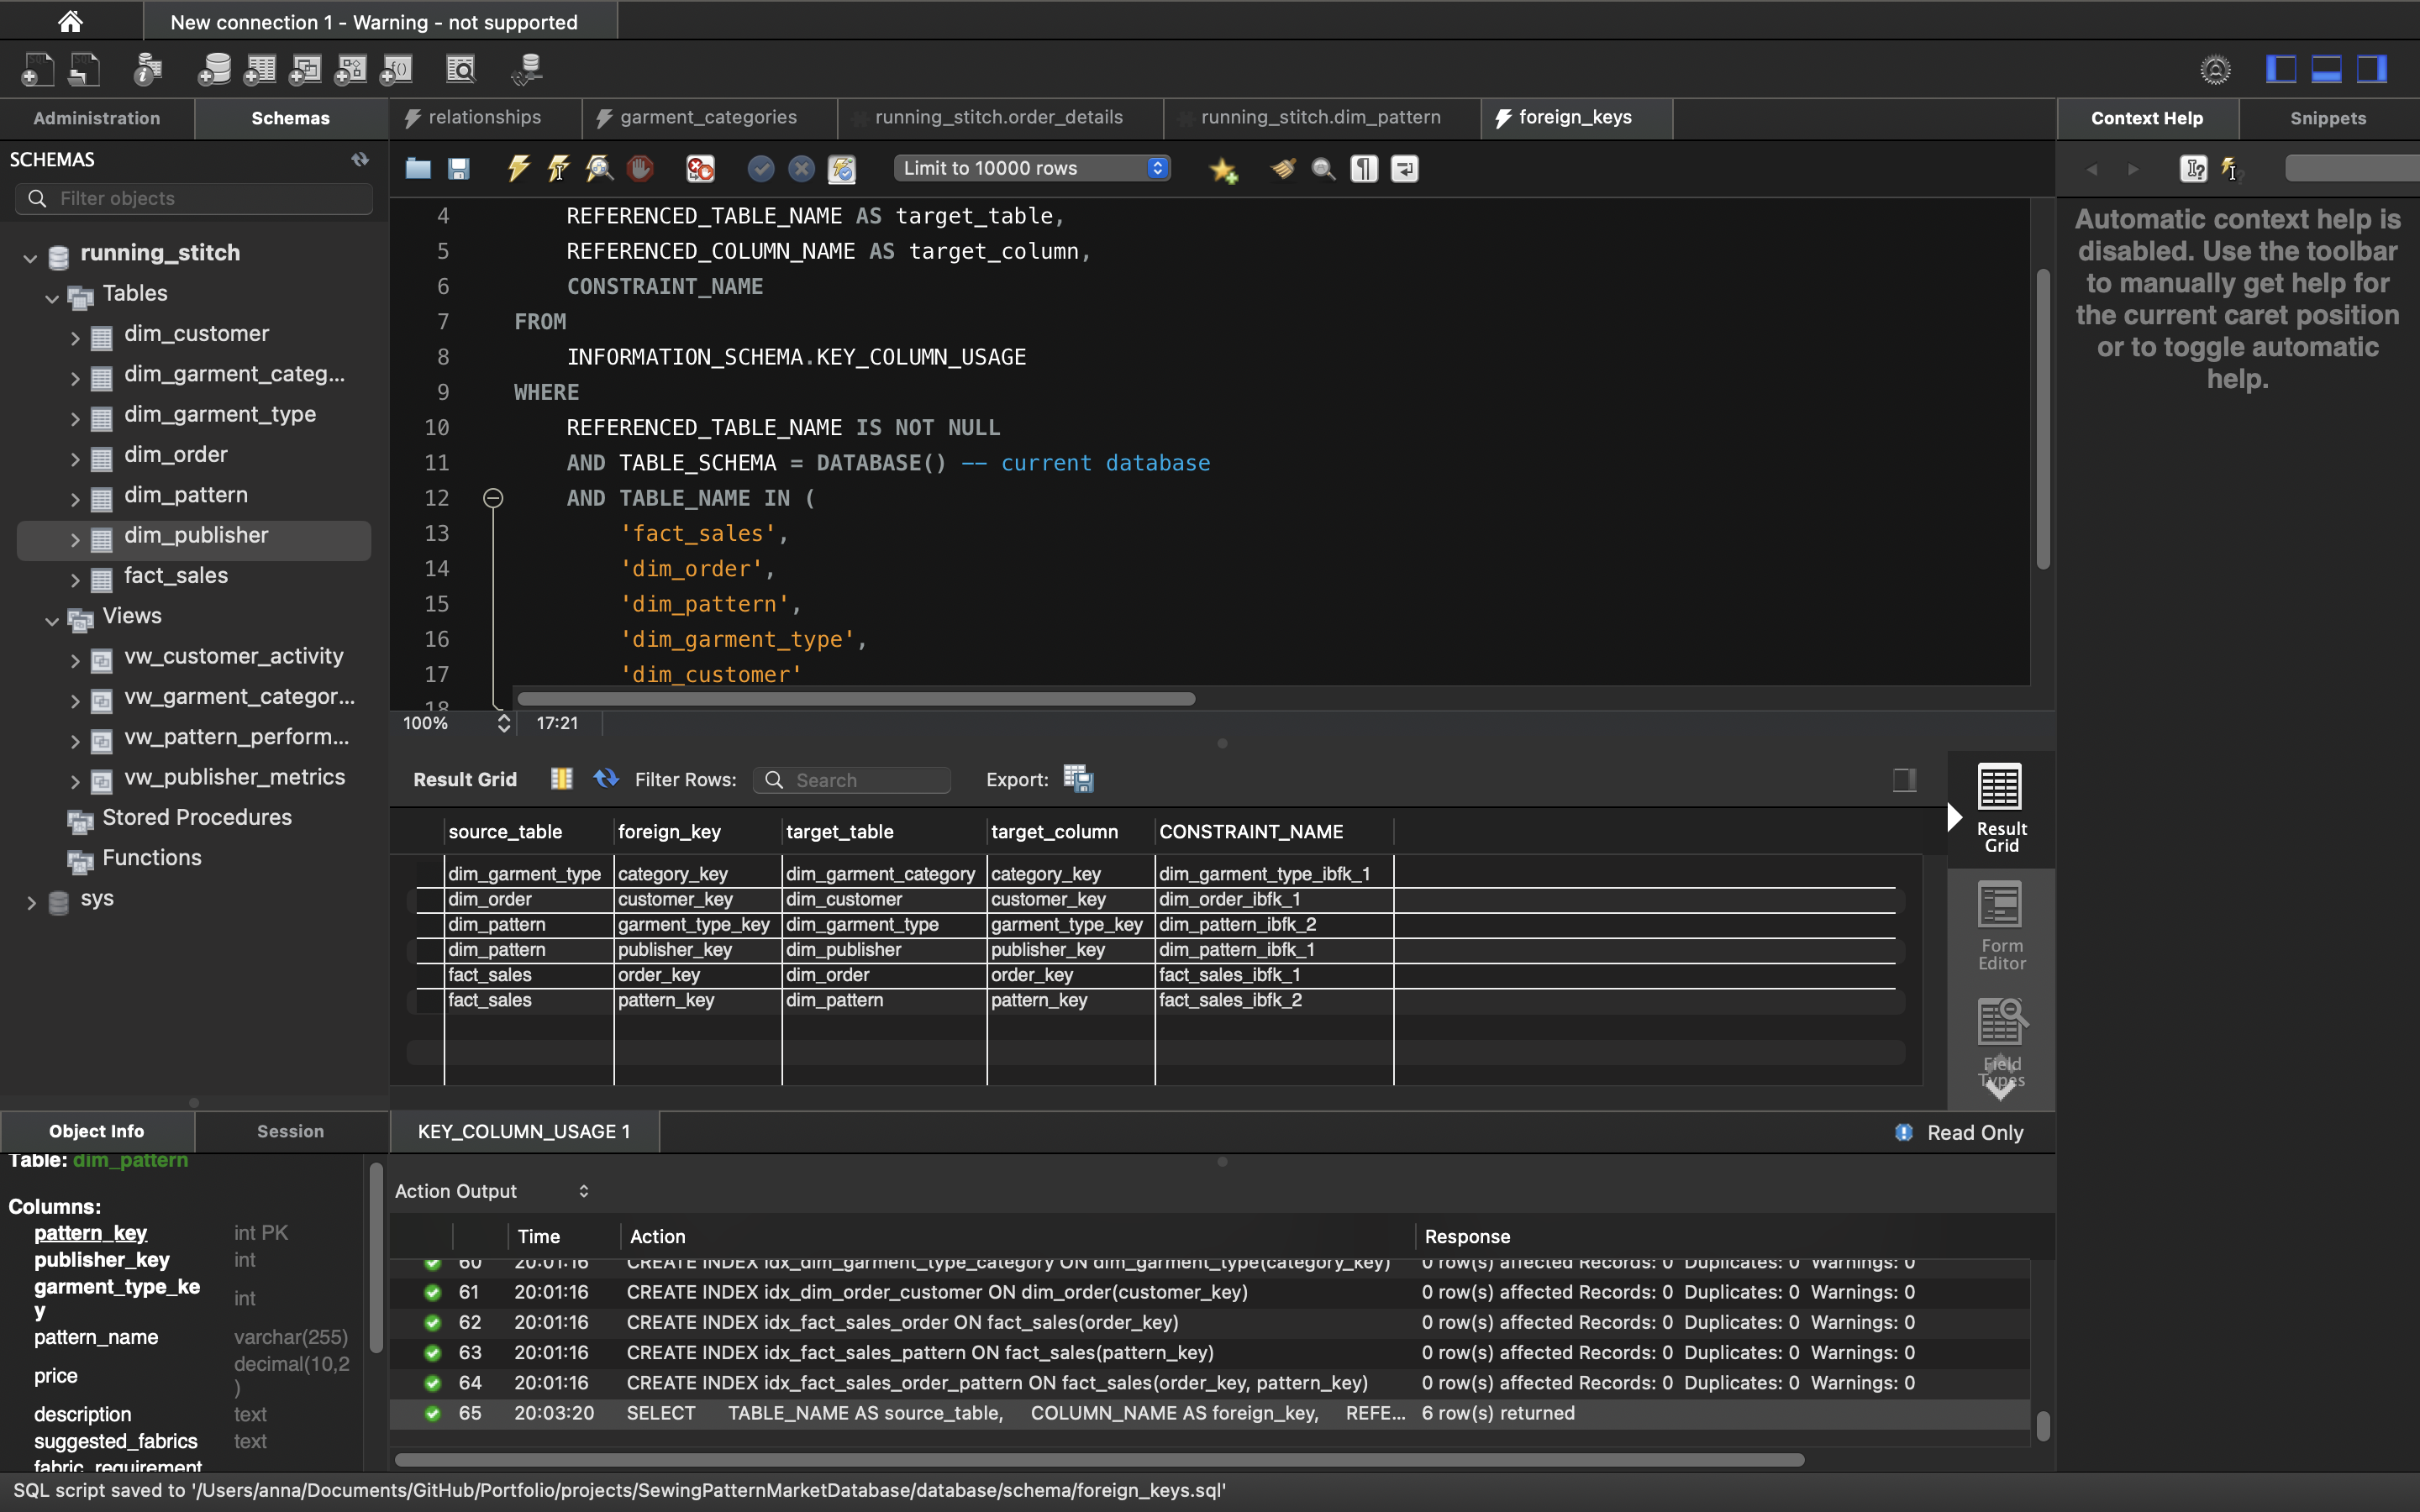 New connection 1 - Warning - not supported
Administration
Schemas
relationships
garment_categories
running_stitch.order_details
running_stitch.dim_pattern
foreign_keys
Context Help
Snippets
SCHEMAS
Filter objects
running_stitch
Tables
dim_customer
dim_garment_categ...
dim_garment_type
dim_order
dim_pattern
dim_publisher
fact_sales
Views
vw_customer_activity
vw_garment_categor...
vw_pattern_perform...
vw_publisher_metrics
Stored Procedures
Functions
sys
Limit to 10000 rows
4 REFERENCED_TABLE_NAME AS target_table,
5 REFERENCED_COLUMN_NAME AS target_column,
6 CONSTRAINT_NAME
7 FROM
8 INFORMATION_SCHEMA.KEY_COLUMN_USAGE
9 WHERE
10 REFERENCED_TABLE_NAME IS NOT NULL
11 AND TABLE_SCHEMA = DATABASE() -- current database
12 AND TABLE_NAME IN (
13 'fact_sales',
14 'dim_order',
15 'dim_pattern',
16 'dim_garment_type',
17 'dim_customer'
18
100% 17:21
Automatic context help is
disabled. Use the toolbar
to manually get help for
the current caret position
or to toggle automatic
help.
Result Grid Filter Rows: Search Export:
source_table foreign_key target_table target_column CONSTRAINT_NAME
dim_garment_type category_key dim_garment_category category_key dim_garment_type_ibfk_1
dim_order customer_key dim_customer customer_key dim_order_ibfk_1
dim_pattern garment_type_key dim_garment_type garment_type_key dim_pattern_ibfk_2
dim_pattern publisher_key dim_publisher publisher_key dim_pattern_ibfk_1
fact_sales order_key dim_order order_key fact_sales_ibfk_1
fact_sales pattern_key dim_pattern pattern_key fact_sales_ibfk_2
Result
Grid
Form
Editor
Field
Types
Object Info
Session
KEY_COLUMN_USAGE 1
Read Only
Table: dim_pattern
Columns:
pattern_key int PK
publisher_key int
garment_type_ke
y int
pattern_name varchar(255)
price decimal(10,2
)
description text
suggested_fabrics text
fabric_requirement
Action Output
Time Action Response
60 20:01:16 CREATE INDEX idx_dim_garment_type_category ON dim_garment_type(category_key) 0 row(s) affected Records: 0 Duplicates: 0 Warnings: 0
61 20:01:16 CREATE INDEX idx_dim_order_customer ON dim_order(customer_key) 0 row(s) affected Records: 0 Duplicates: 0 Warnings: 0
62 20:01:16 CREATE INDEX idx_fact_sales_order ON fact_sales(order_key) 0 row(s) affected Records: 0 Duplicates: 0 Warnings: 0
63 20:01:16 CREATE INDEX idx_fact_sales_pattern ON fact_sales(pattern_key) 0 row(s) affected Records: 0 Duplicates: 0 Warnings: 0
64 20:01:16 CREATE INDEX idx_fact_sales_order_pattern ON fact_sales(order_key, pattern_key) 0 row(s) affected Records: 0 Duplicates: 0 Warnings: 0
65 20:03:20 SELECT TABLE_NAME AS source_table, COLUMN_NAME AS foreign_key, REFE... 6 row(s) returned
SQL script saved to '/Users/anna/Documents/GitHub/Portfolio/projects/SewingPatternMarketDatabase/database/schema/foreign_keys.sql'